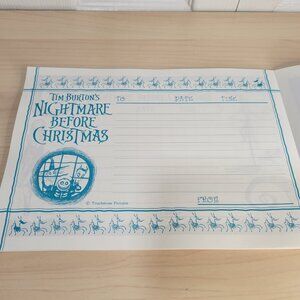 TIM BURTON'S
NIGHTMARE
BEFORE
CHRISTMAS
TO DATE TIME
FROM
© Touchstone Pictures